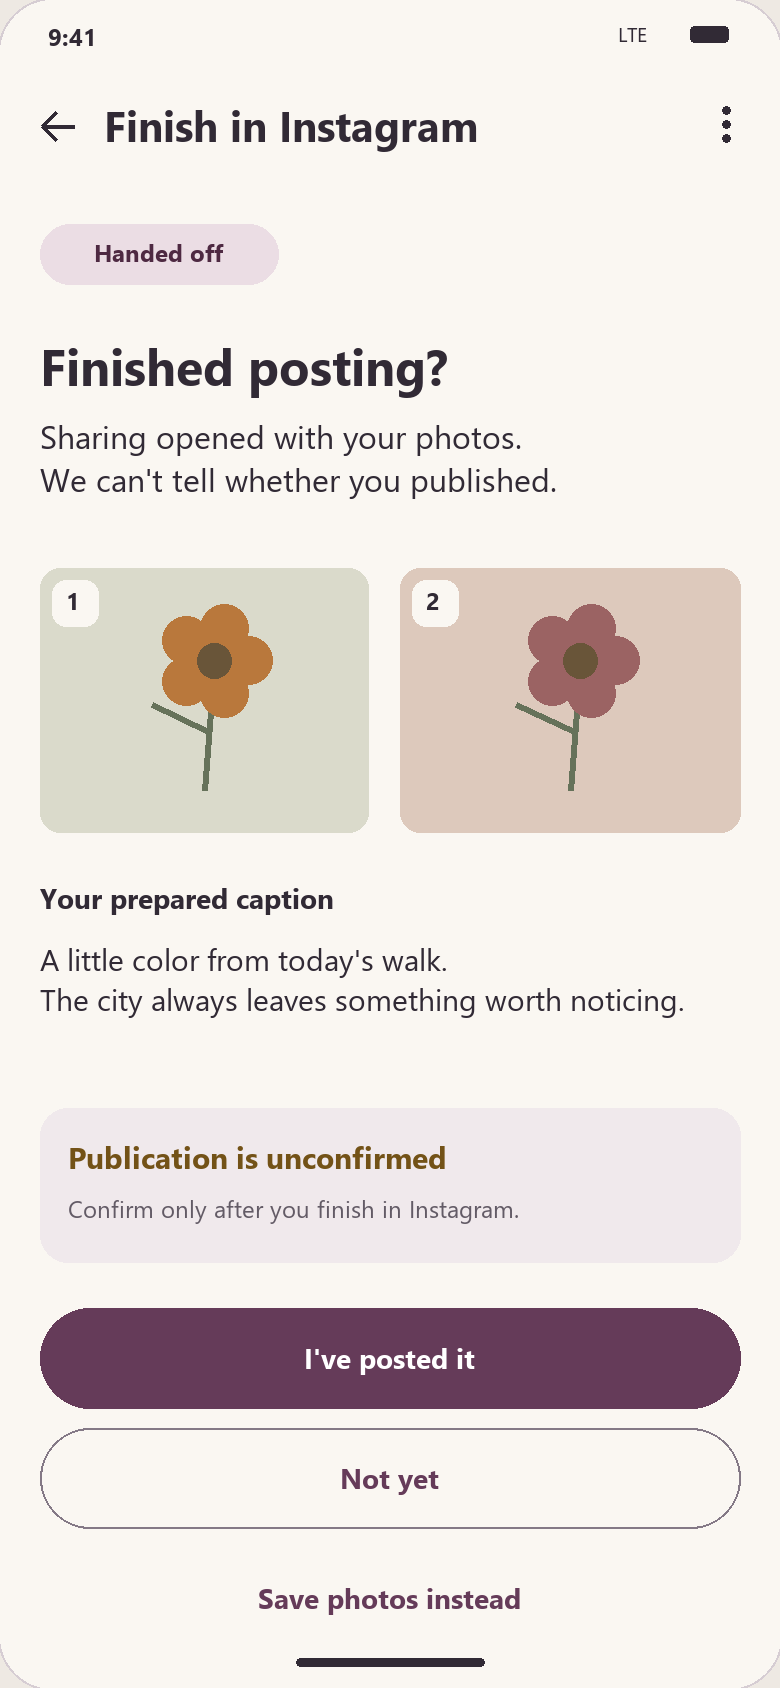 9:41
LTE
Finish in Instagram
Handed off
Finished posting?
Sharing opened with your photos.
We can't tell whether you published.
1
2
Your prepared caption
A little color from today's walk.
The city always leaves something worth noticing.
Publication is unconfirmed
Confirm only after you finish in Instagram.
I've posted it
Not yet
Save photos instead